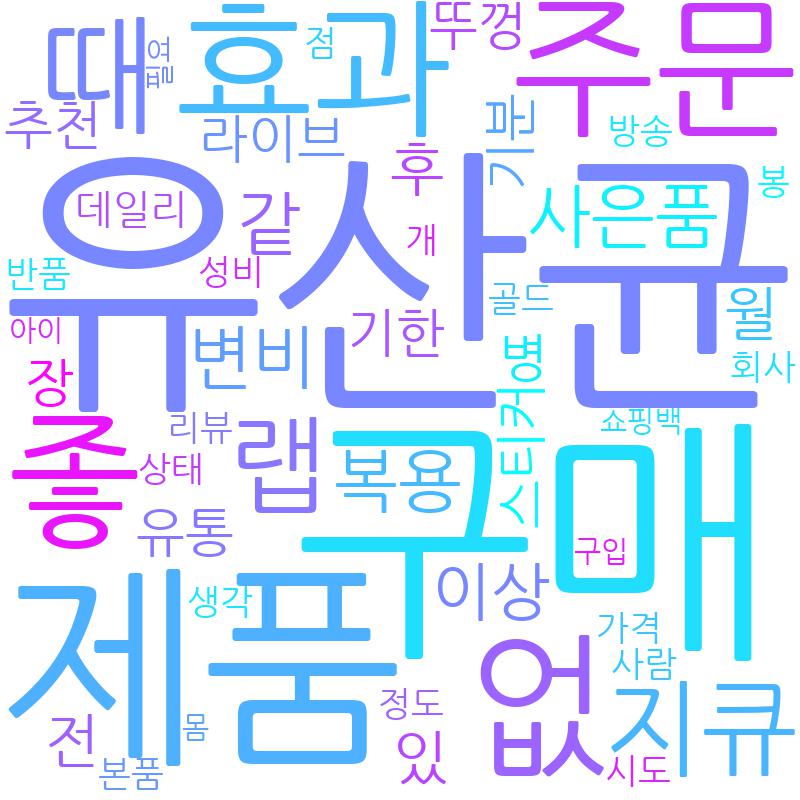 때
효과
뚜껑
주문
점
월요
추천
라이브
기분
방송
후
봉
유산균
데일리
같
사은품
개
반품
성비
골드
월
아이
변비
기한
회사
장
병
스티커
쇼핑백
좋
리뷰
랩
복용
구매
상태
유통
구입
이상
제품
생각
가격
없
사람
지큐
전
몸
정도
있
본품
시도